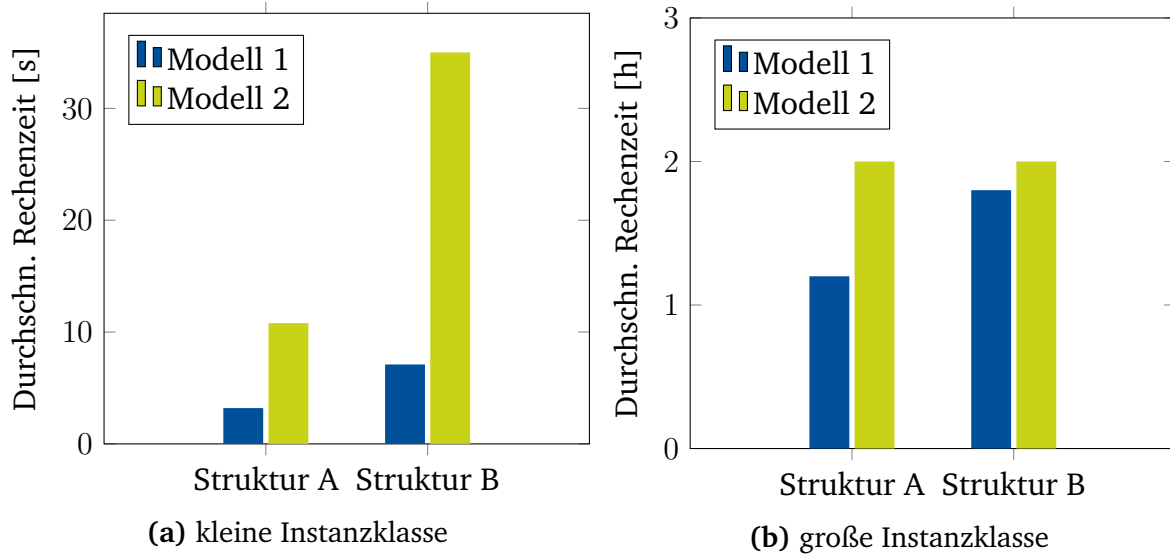 Durchschn. Rechenzeit [s]
30
20
10
0
Modell 1
Modell 2
Struktur A
Struktur B
(a) kleine Instanzklasse
Durchschn. Rechenzeit [h]
3
2
1
0
Modell 1
Modell 2
Struktur A
Struktur B
(b) große Instanzklasse